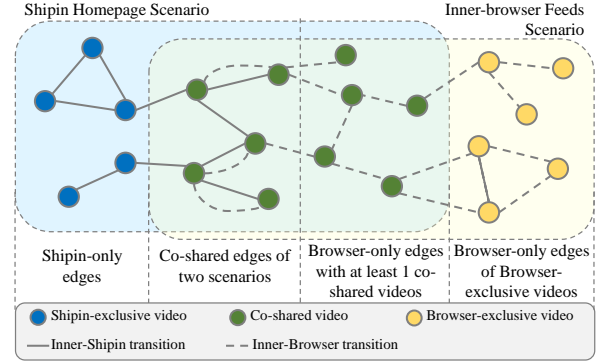 Shipin Homepage Scenario
Inner-browser Feeds
Scenario
Shipin-only
edges
Co-shared edges of
two scenarios
Browser-only edges
with at least 1 co-
shared videos
Browser-only edges
of Browser-
exclusive videos
Shipin-exclusive video
Co-shared video
Browser-exclusive video
Inner-Shipin transition
Inner-Browser transition